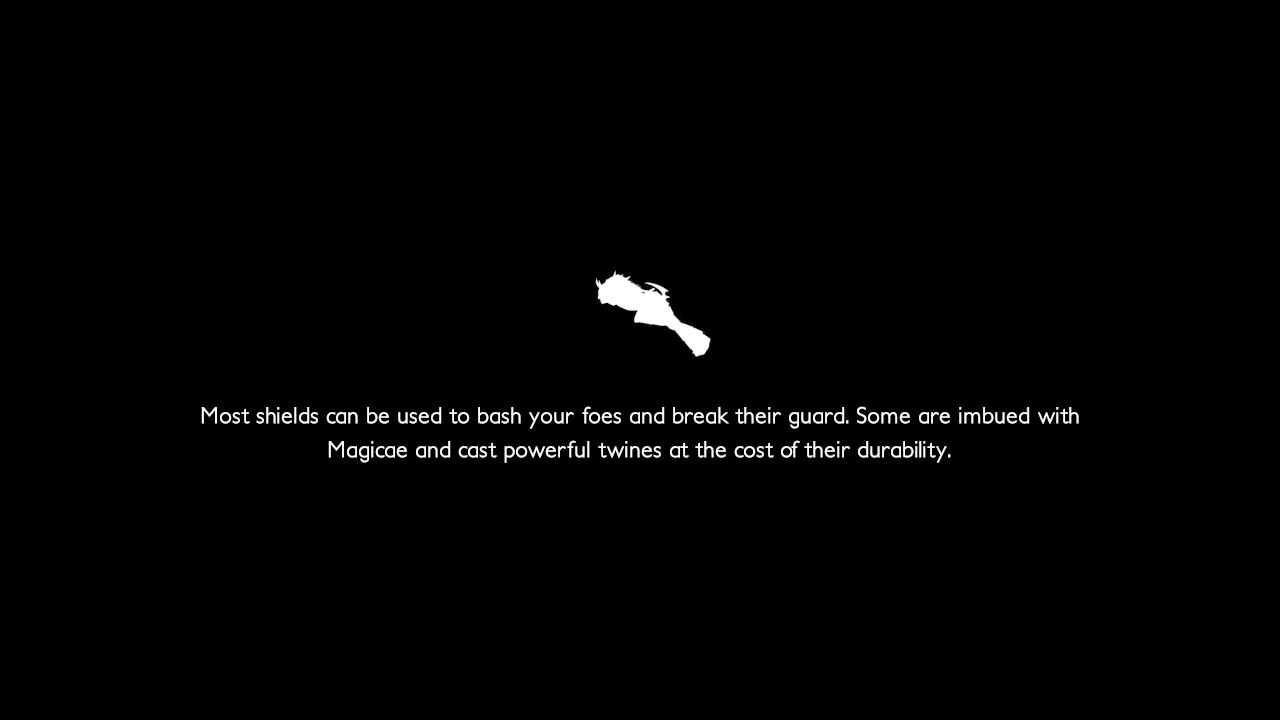 Most shields can be used to bash your foes and break their guard. Some are imbued with
Magicae and cast powerful twines at the cost of their durability.